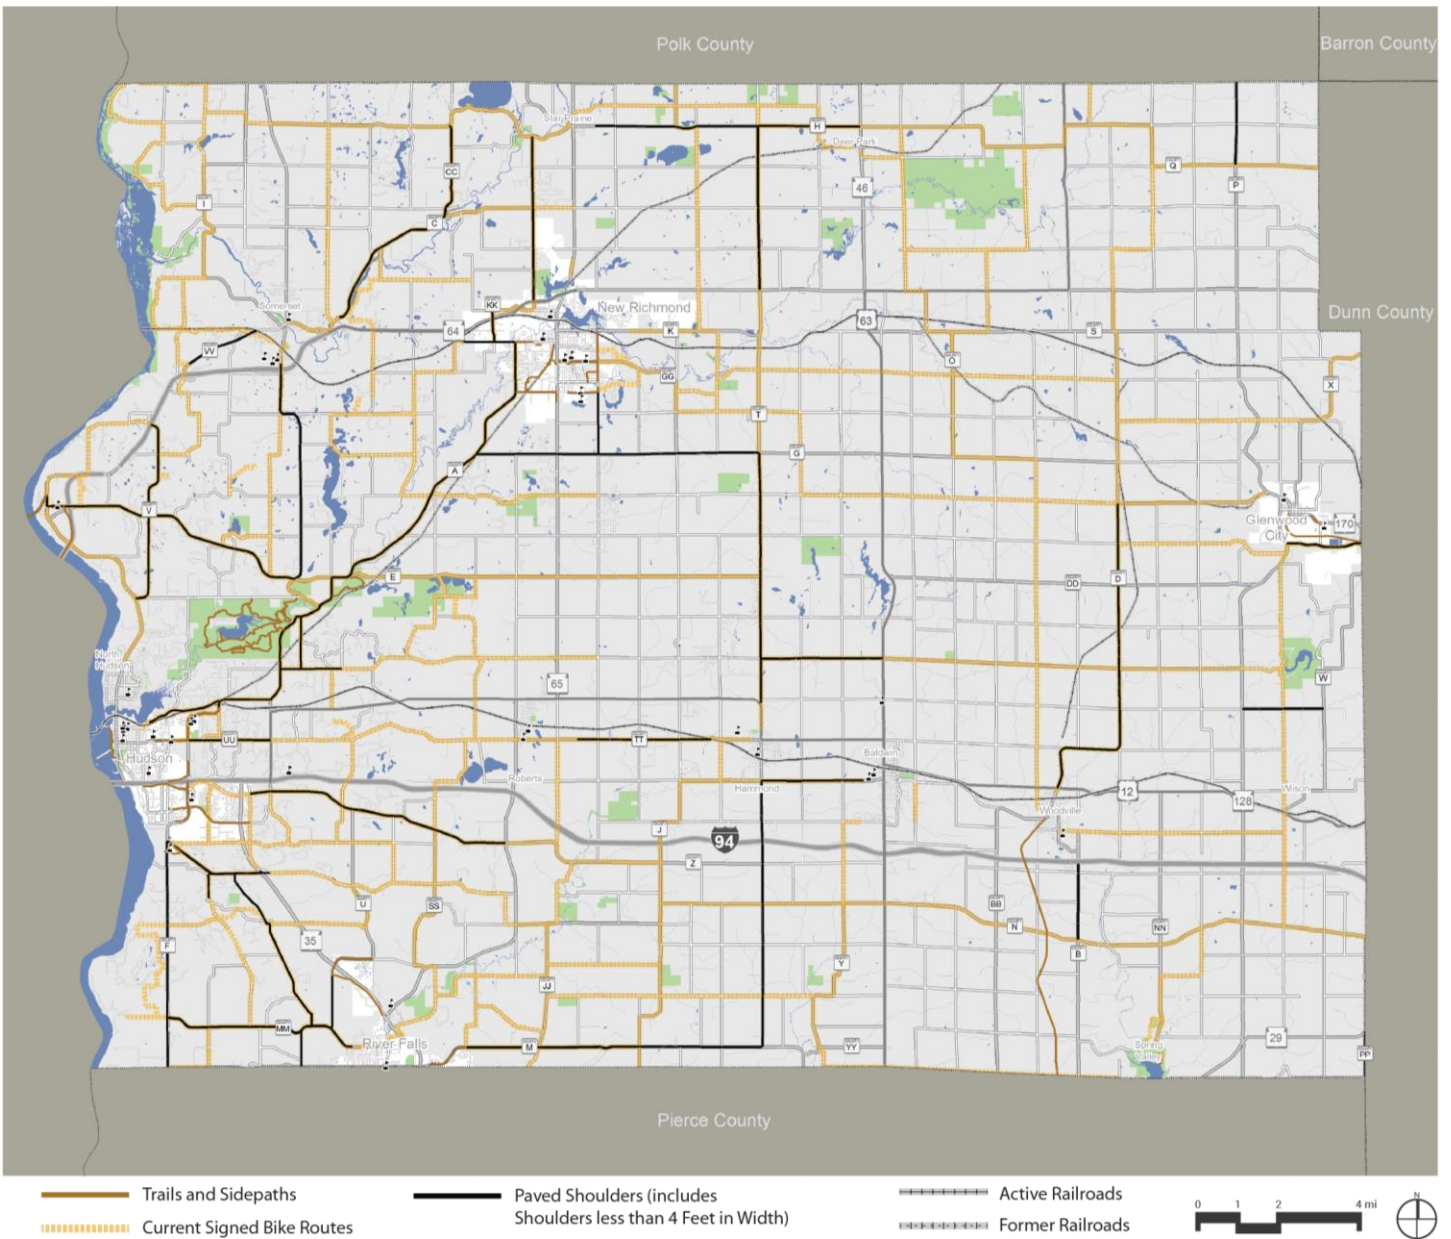 Polk County
Barron County
Star Prairie
H
Deer Park
CC
Q
P
46
I
C
Somerset
KK
New Richmond
Dunn County
64
K
63
S
VV
O
GG
X
T
G
A
V
Glenwood
City
170
E
DD
D
North
Hudson
65
W
UU
TT
Hudson
Baldwin
Roberts
Hammond
12
128
Wilson
Woodville
J
94
Z
U
SS
BB
N
NN
35
F
B
Y
JJ
MM
River Falls
M
YY
29
Spring
Valley
PP
Pierce County
Trails and Sidepaths
Current Signed Bike Routes
Paved Shoulders (includes
Shoulders less than 4 Feet in Width)
Active Railroads
Former Railroads
0 1 2 4 mi
N